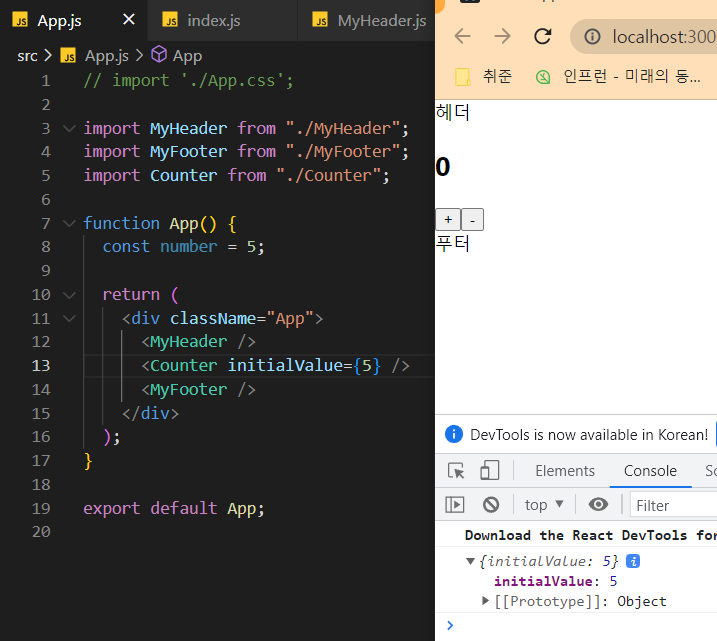 JS App.js ×
JS index.js
JS MyHeader.js
src > JS App.js > App
1 // import './App.css';
2
3 import MyHeader from "./MyHeader";
4 import MyFooter from "./MyFooter";
5 import Counter from "./Counter";
6
7 function App() {
8 const number = 5;
9
10 return (
11 <div className="App">
12 <MyHeader />
13 <Counter initialValue={5} />
14 <MyFooter />
15 </div>
16 );
17 }
18
19 export default App;
20
localhost:300
취준
인프런 - 미래의 동...
헤더
0
+ -
푸터
DevTools is now available in Korean!
Elements Console
top ▼ Filter
Download the React DevTools for
▼ {initialValue: 5} i
initialValue: 5
▶ [[Prototype]]: Object
>